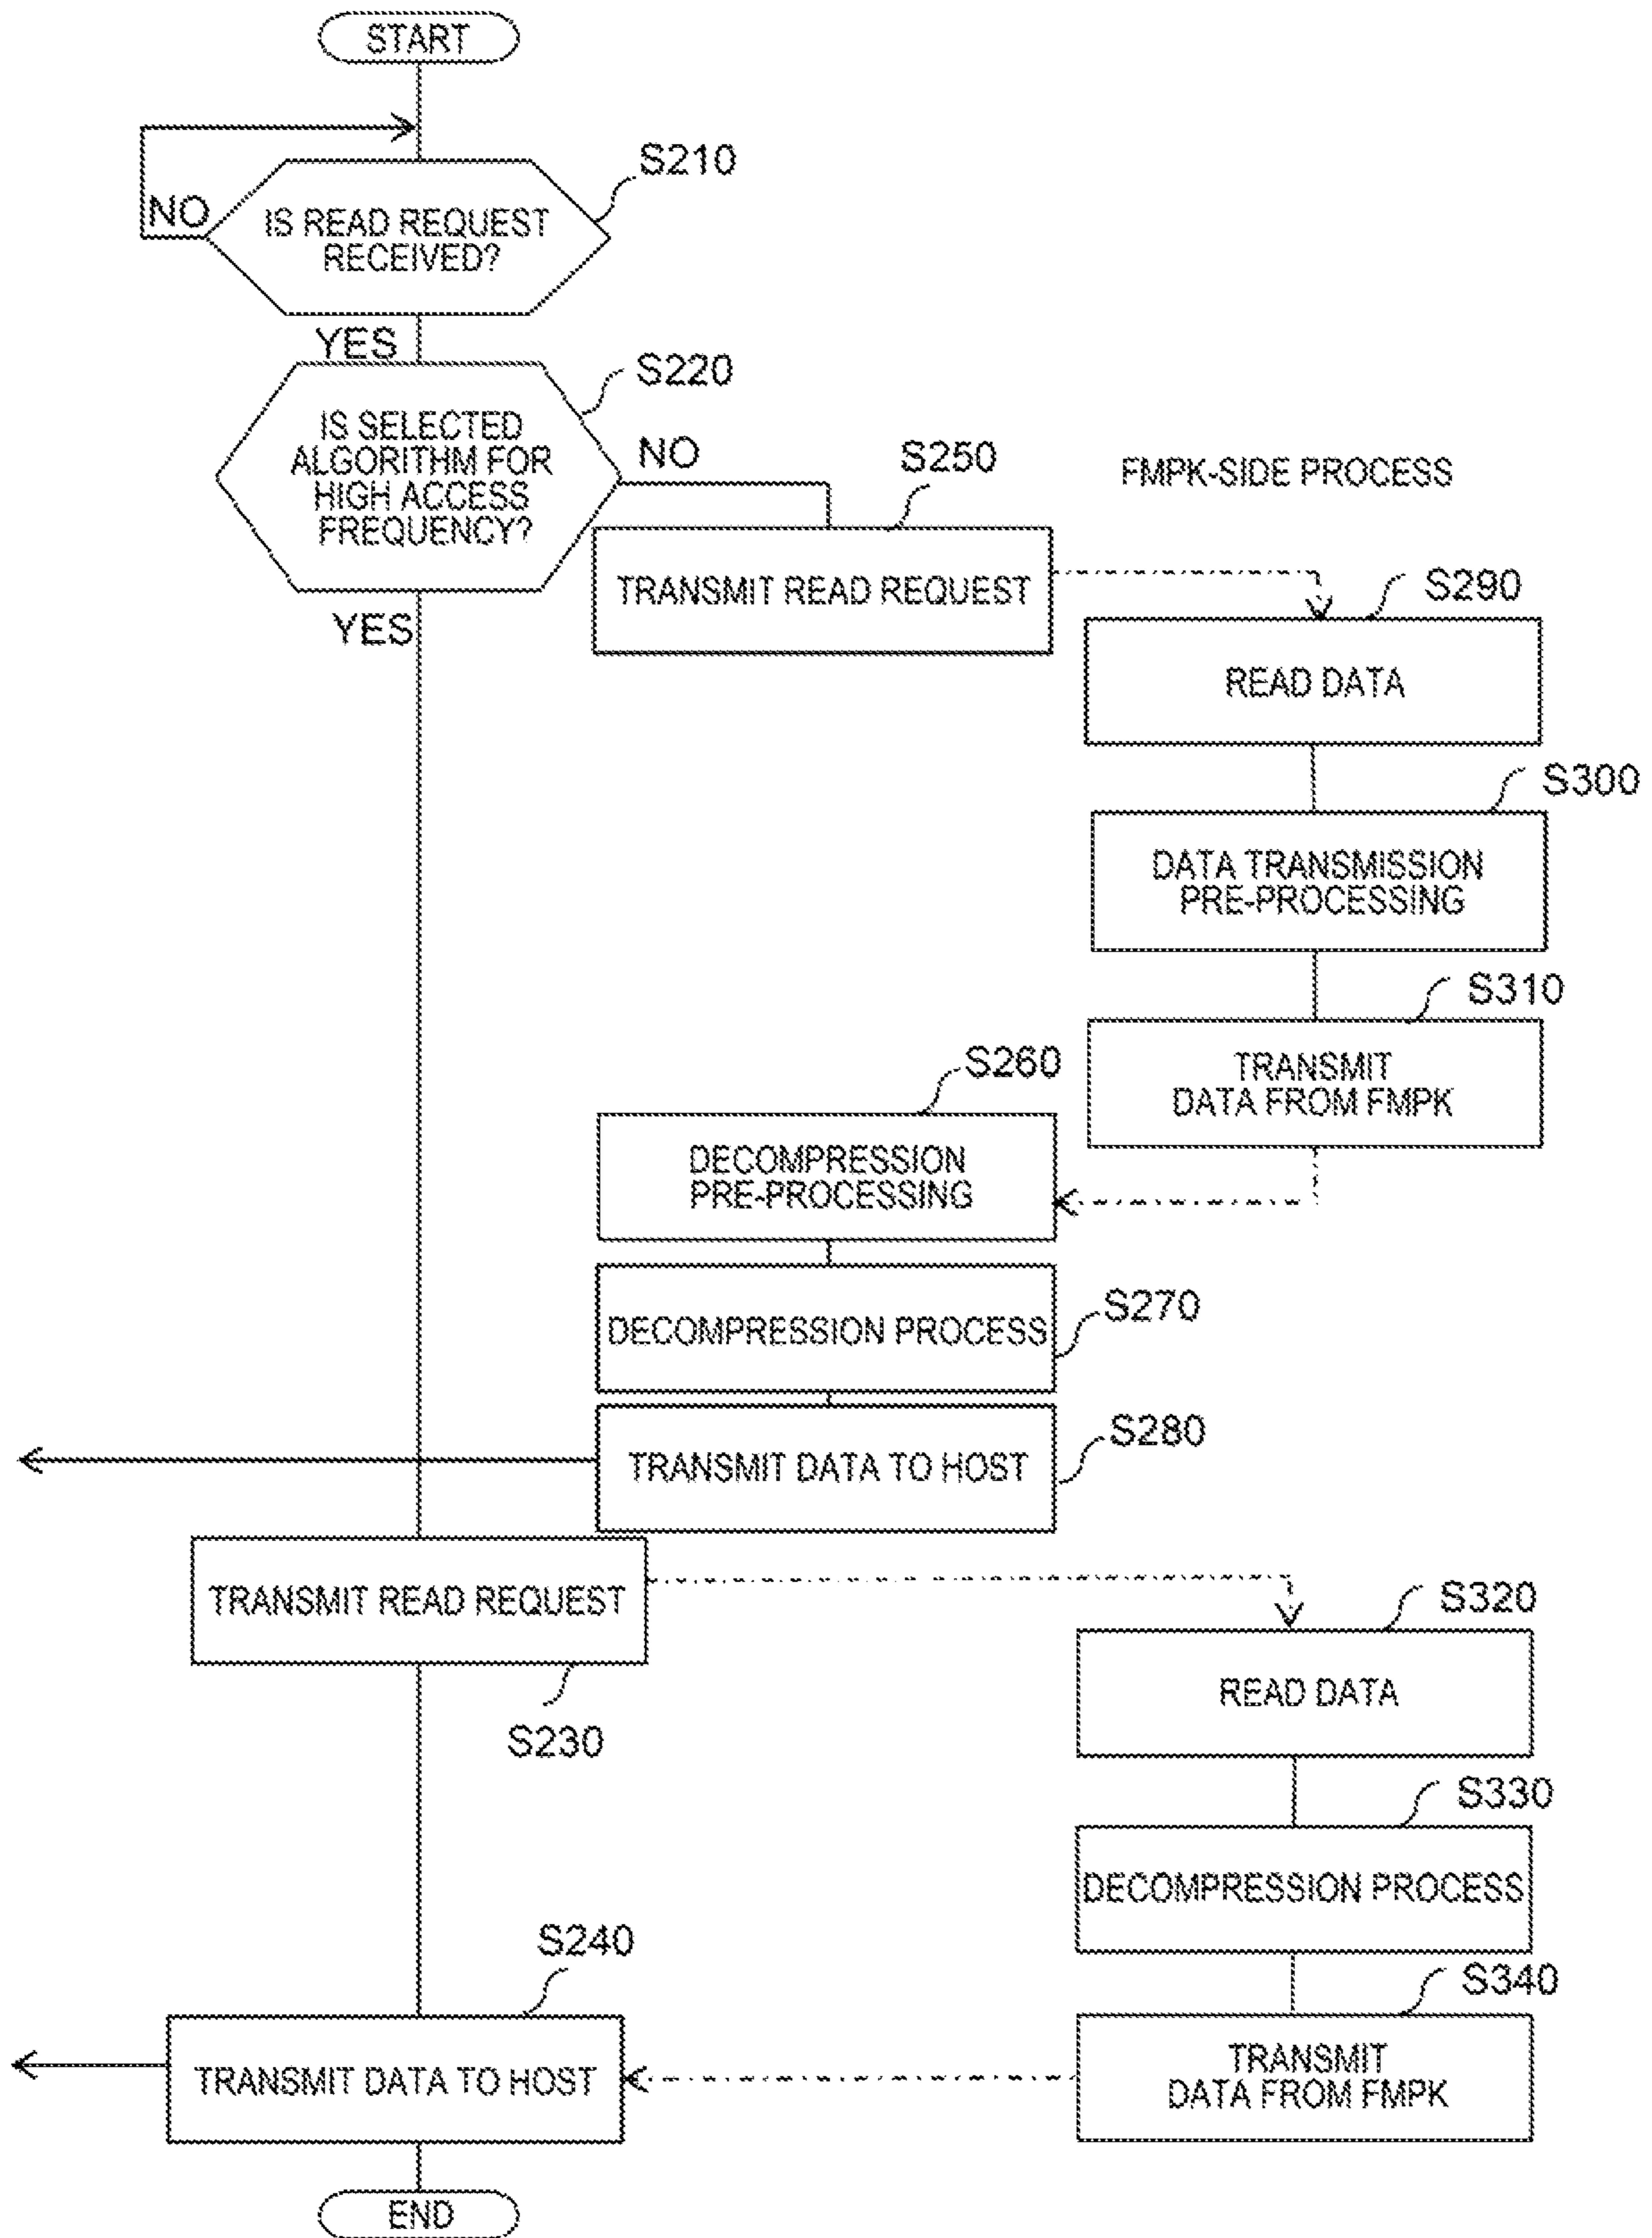 START
S210
NO
IS READ REQUEST
RECEIVED?
YES
S220
IS SELECTED
ALGORITHM FOR
HIGH ACCESS
FREQUENCY?
NO
S250
FMPK-SIDE PROCESS
TRANSMIT READ REQUEST
S290
YES
READ DATA
S300
DATA TRANSMISSION
PRE-PROCESSING
S310
TRANSMIT
DATA FROM FMPK
S260
DECOMPRESSION
PRE-PROCESSING
S270
DECOMPRESSION PROCESS
S280
TRANSMIT DATA TO HOST
TRANSMIT READ REQUEST
S230
S320
READ DATA
S330
DECOMPRESSION PROCESS
S240
S340
TRANSMIT DATA TO HOST
TRANSMIT
DATA FROM FMPK
END